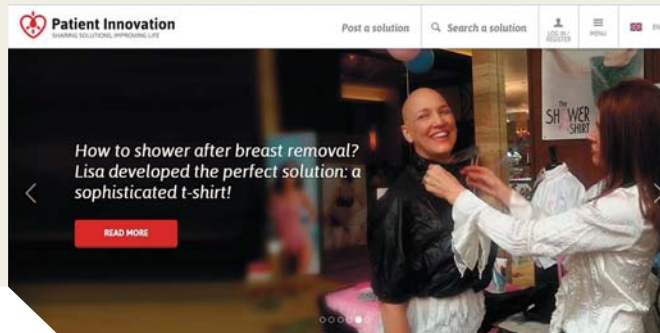 Patient Innovation
SHARING SOLUTIONS, IMPROVING LIFE
Post a solution
Search a solution
LOG IN /
REGISTER
MENU
EN
The
SHOWER
SHIRT
How to shower after breast removal?
Lisa developed the perfect solution: a
sophisticated t-shirt!
READ MORE